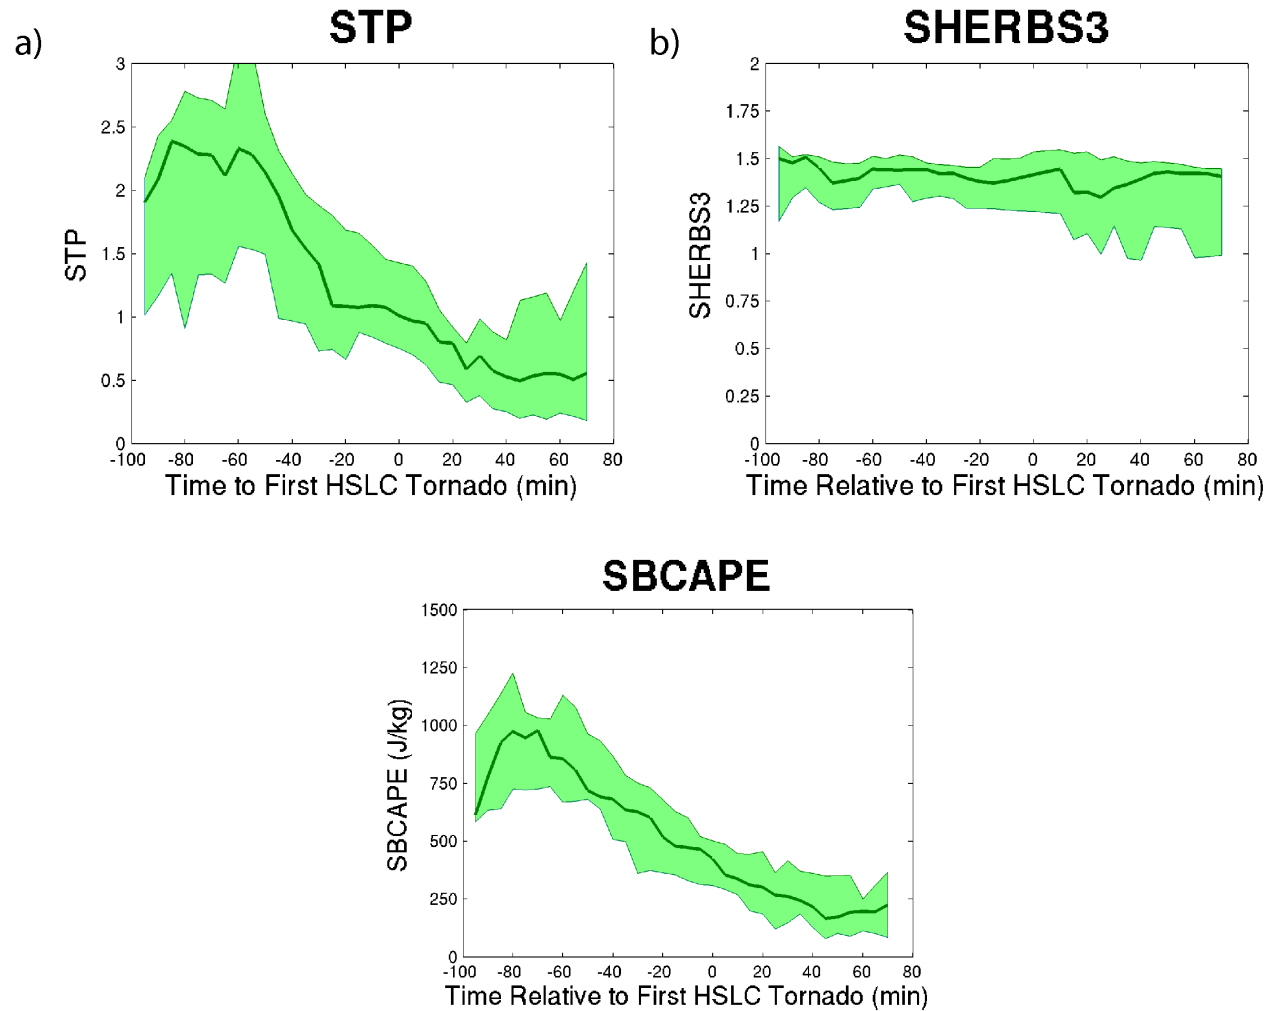 a)
STP
3
2.5
2
1.5
1
0.5
0
STP
-100 -80 -60 -40 -20 0 20 40 60 80
Time to First HSLC Tornado (min)
b)
SHERBS3
2
1.75
1.5
1.25
1
0.75
0.5
0.25
0
SHERBS3
-100 -80 -60 -40 -20 0 20 40 60 80
Time Relative to First HSLC Tornado (min)
SBCAPE
1500
1250
1000
750
500
250
0
SBCAPE (J/kg)
-100 -80 -60 -40 -20 0 20 40 60 80
Time Relative to First HSLC Tornado (min)